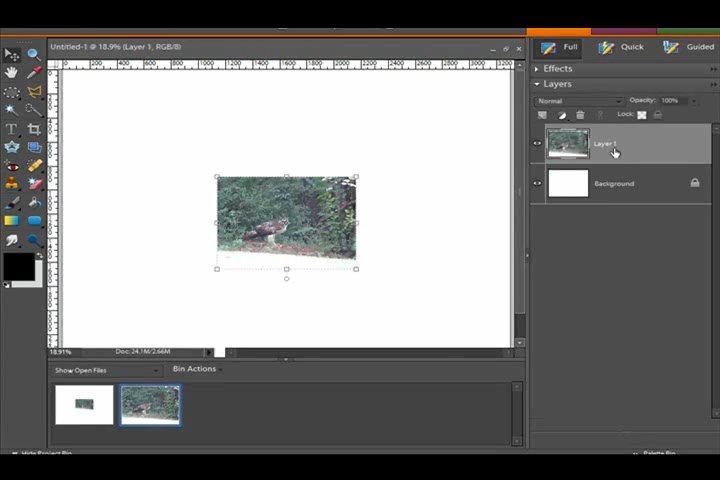 Full Quick Guided
Untitled-1 @ 18.9% (Layer 1, RGB/8)
Effects
Layers
Normal Opacity: 100%
Lock:
Layer 1
Background
18.91% Doc: 24.1M/2.66M
Show Open Files Bin Actions
Hide Project Bin Palette Bin